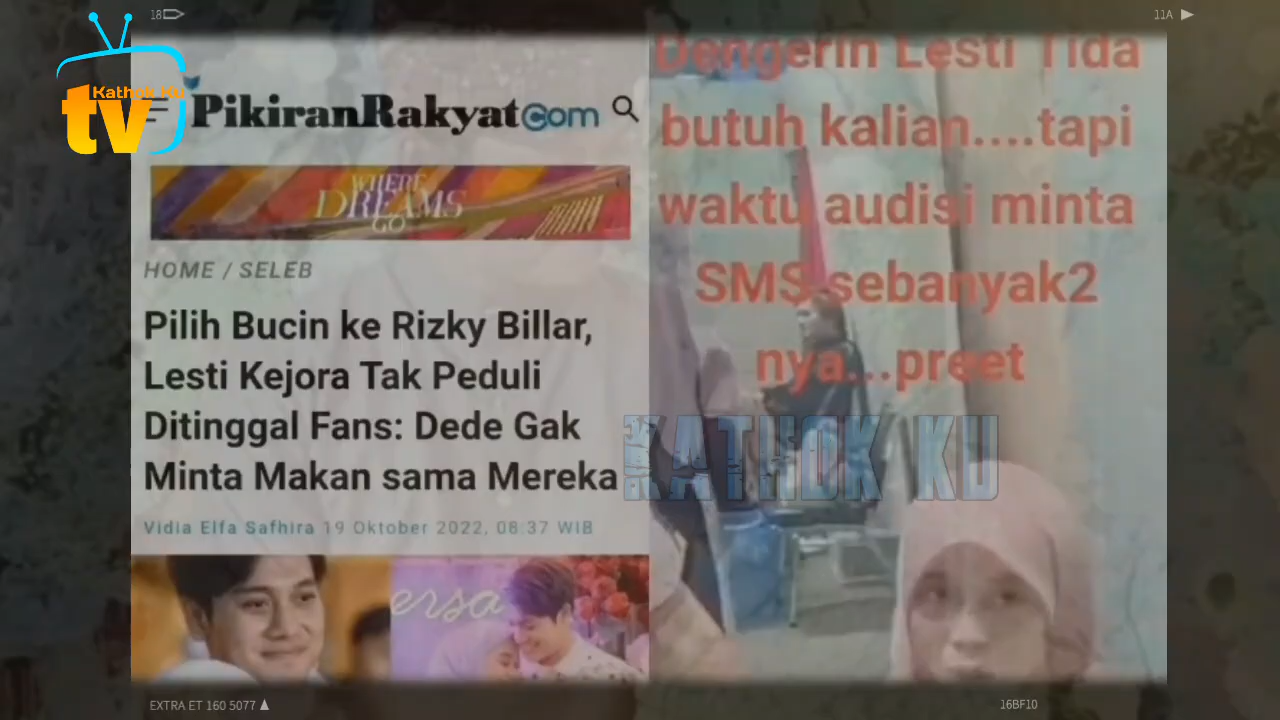 18
11A
Kathok Ku
tv
PikiranRakyat.com
WHERE
DREAMS
GO
HOME / SELEB
Pilih Bucin ke Rizky Billar,
Lesti Kejora Tak Peduli
Ditinggal Fans: Dede Gak
Minta Makan sama Mereka
Vidia Elfa Safhira 19 Oktober 2022, 08:37 WIB
ersa
Dengerin Lesti Tida
butuh kalian....tapi
waktu audisi minta
SMS sebanyak2
nya...preet
KATHOK KU
EXTRA ET 160 5077
16BF10